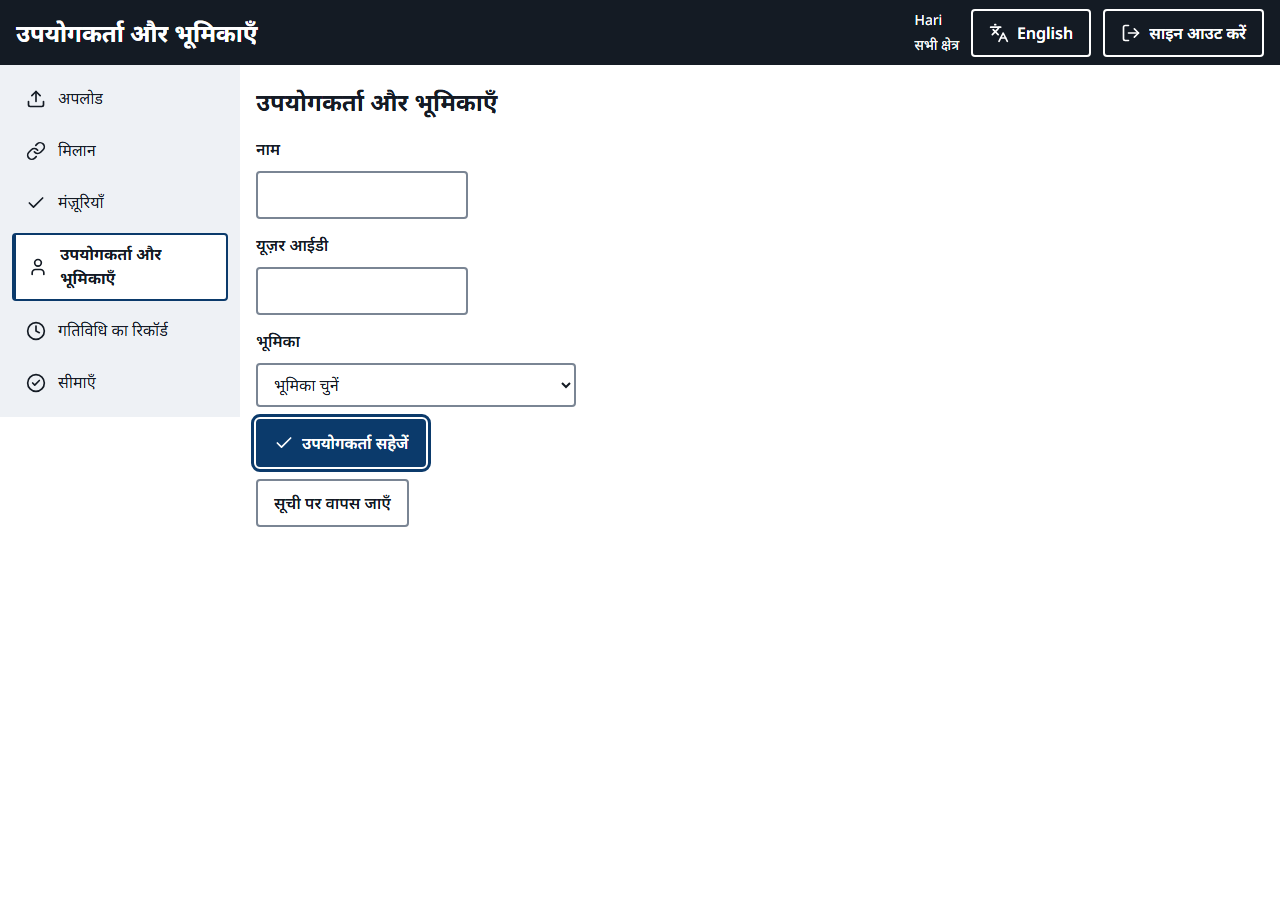 उपयोगकर्ता और भूमिकाएँ
Hari
सभी क्षेत्र
English
साइन आउट करें
अपलोड
मिलान
मंज़ूरियाँ
उपयोगकर्ता और
भूमिकाएँ
गतिविधि का रिकॉर्ड
सीमाएँ
उपयोगकर्ता और भूमिकाएँ
नाम
यूज़र आईडी
भूमिका
भूमिका चुनें
उपयोगकर्ता सहेजें
सूची पर वापस जाएँ